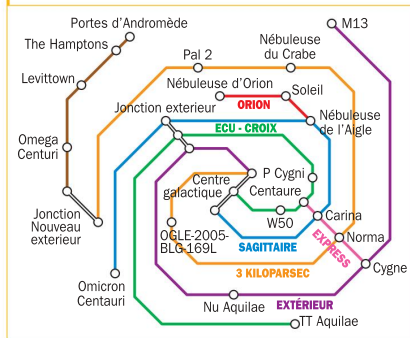 Portes d'Andromède
M13
The Hamptons
Pal 2
Nébuleuse
du Crabe
Levittown
Nébuleuse d'Orion
Soleil
ORION
Jonction exterieur
Nébuleuse
de l'Aigle
ECU - CROIX
Omega
Centuri
Centre
galactique
P Cygni
Centaure
Jonction
Nouveau
exterieur
W50
Carina
OGLE-2005-
BLG-169L
SAGITTAIRE
EXPRESS
Norma
3 KILOPARSEC
Cygne
Omicron
Centauri
Nu Aquilae
EXTÉRIEUR
TT Aquilae